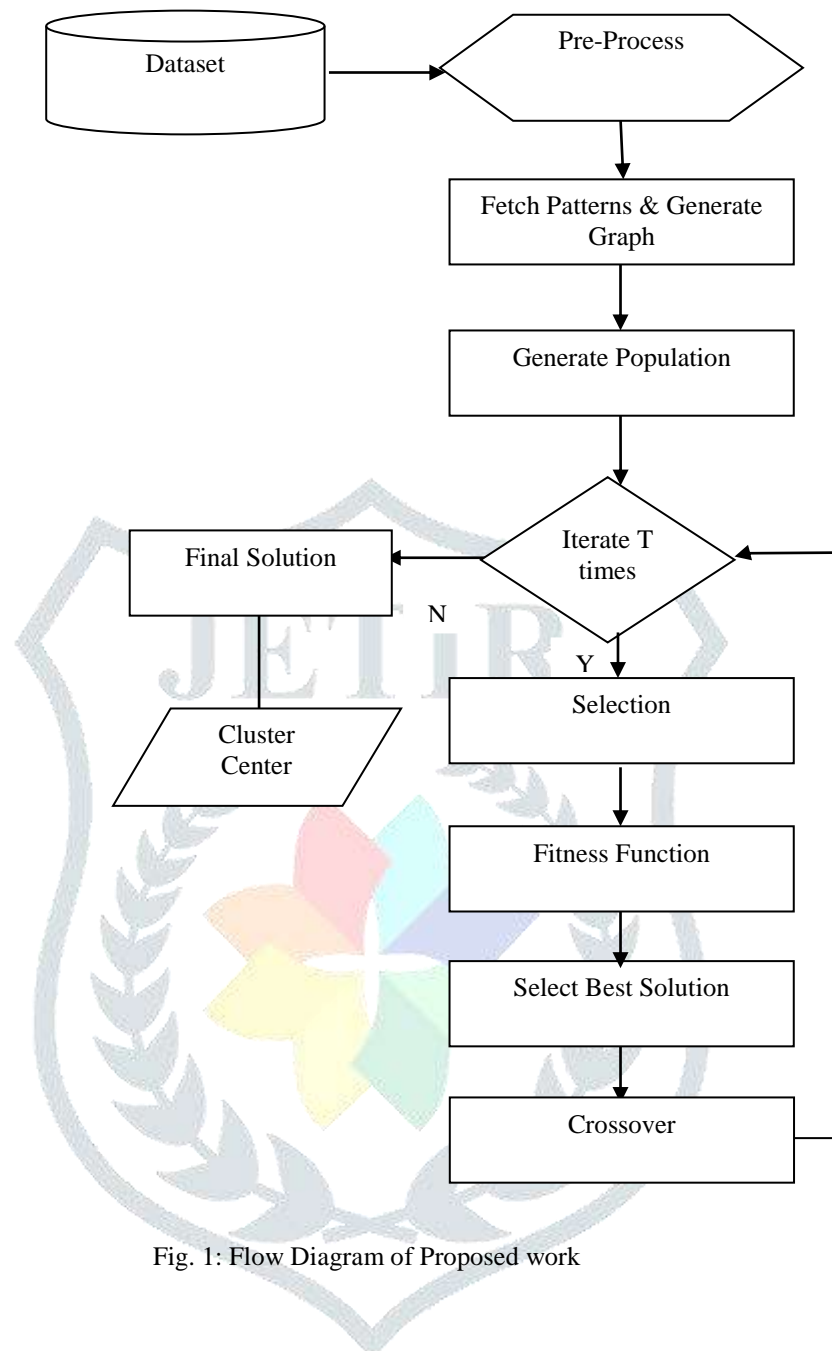 Dataset
Pre-Process
Fetch Patterns & Generate
Graph
Generate Population
Iterate T
times
Final Solution
N
Y
JETiR
Selection
Cluster
Center
Fitness Function
Select Best Solution
Crossover
Fig. 1: Flow Diagram of Proposed work